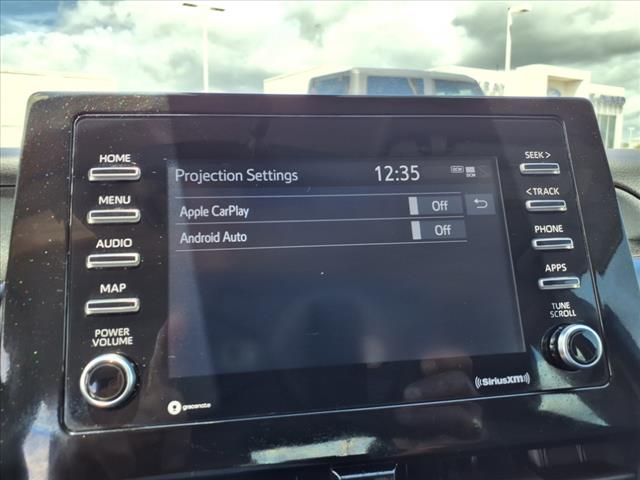 HOME
MENU
AUDIO
MAP
POWER
VOLUME
Projection Settings 12:35
DCM
Apple CarPlay Off
Android Auto Off
SEEK >
< TRACK
PHONE
APPS
TUNE
SCROLL
gracenote
((SiriusXM))